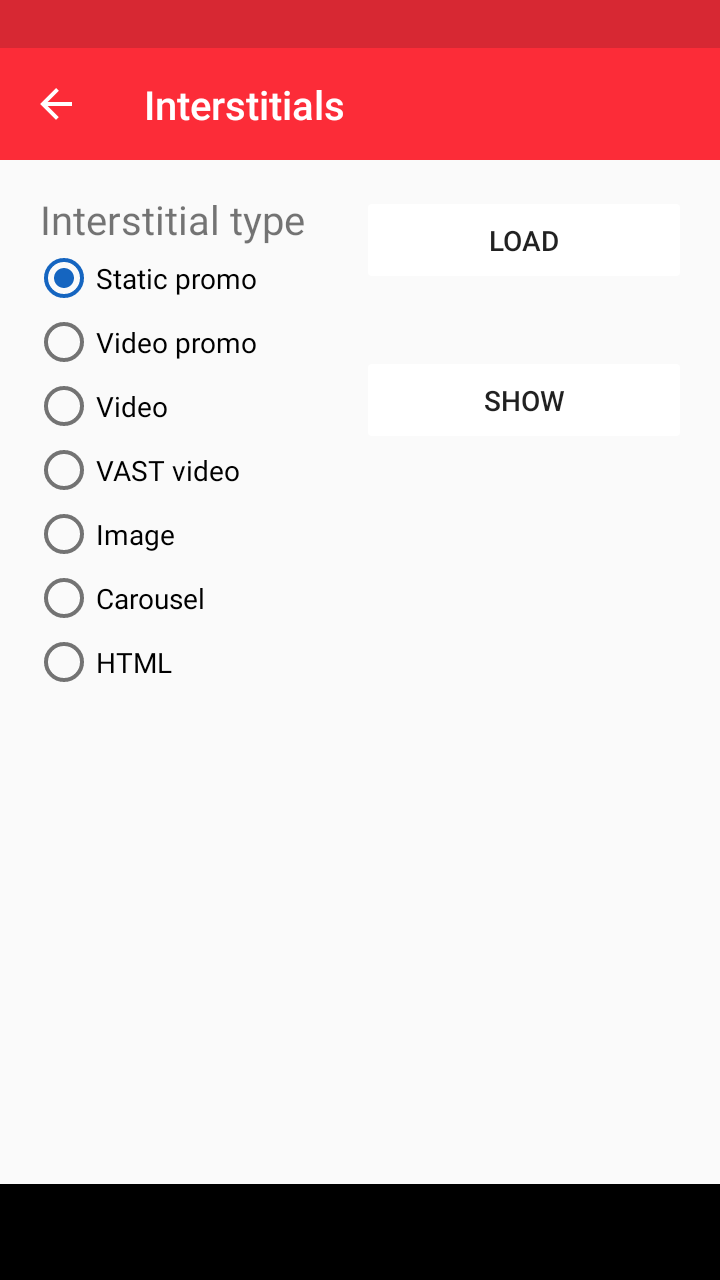 Interstitials
Interstitial type
Static promo
Video promo
Video
VAST video
Image
Carousel
HTML
LOAD
SHOW